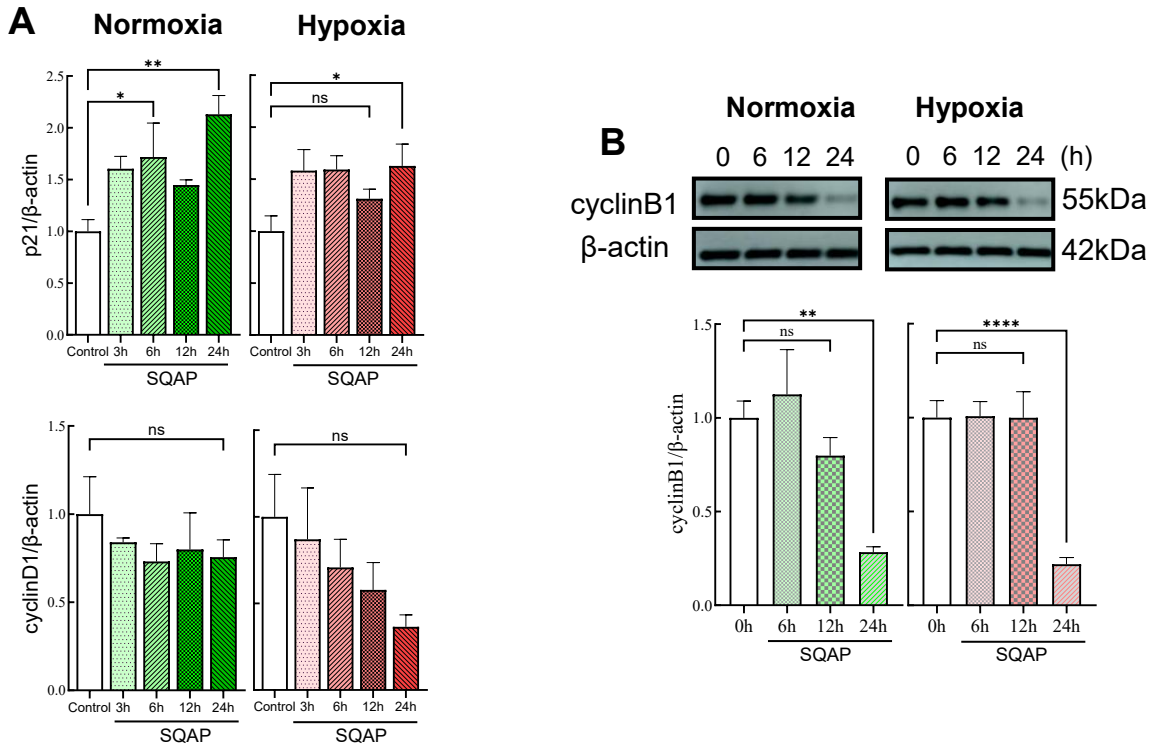 A
Normoxia Hypoxia
p21/β-actin
2.5
2.0
1.5
1.0
0.5
0.0
**
*
*
ns
Control 3h 6h 12h 24h
SQAP
Control 3h 6h 12h 24h
SQAP
cyclinD1/β-actin
1.5
1.0
0.5
0.0
ns
ns
Control 3h 6h 12h 24h
SQAP
Control 3h 6h 12h 24h
SQAP
B
Normoxia Hypoxia
0 6 12 24 0 6 12 24 (h)
cyclinB1 55kDa
β-actin 42kDa
cyclinB1/β-actin
1.5
1.0
0.5
0.0
**
ns
****
ns
0h 6h 12h 24h
SQAP
0h 6h 12h 24h
SQAP